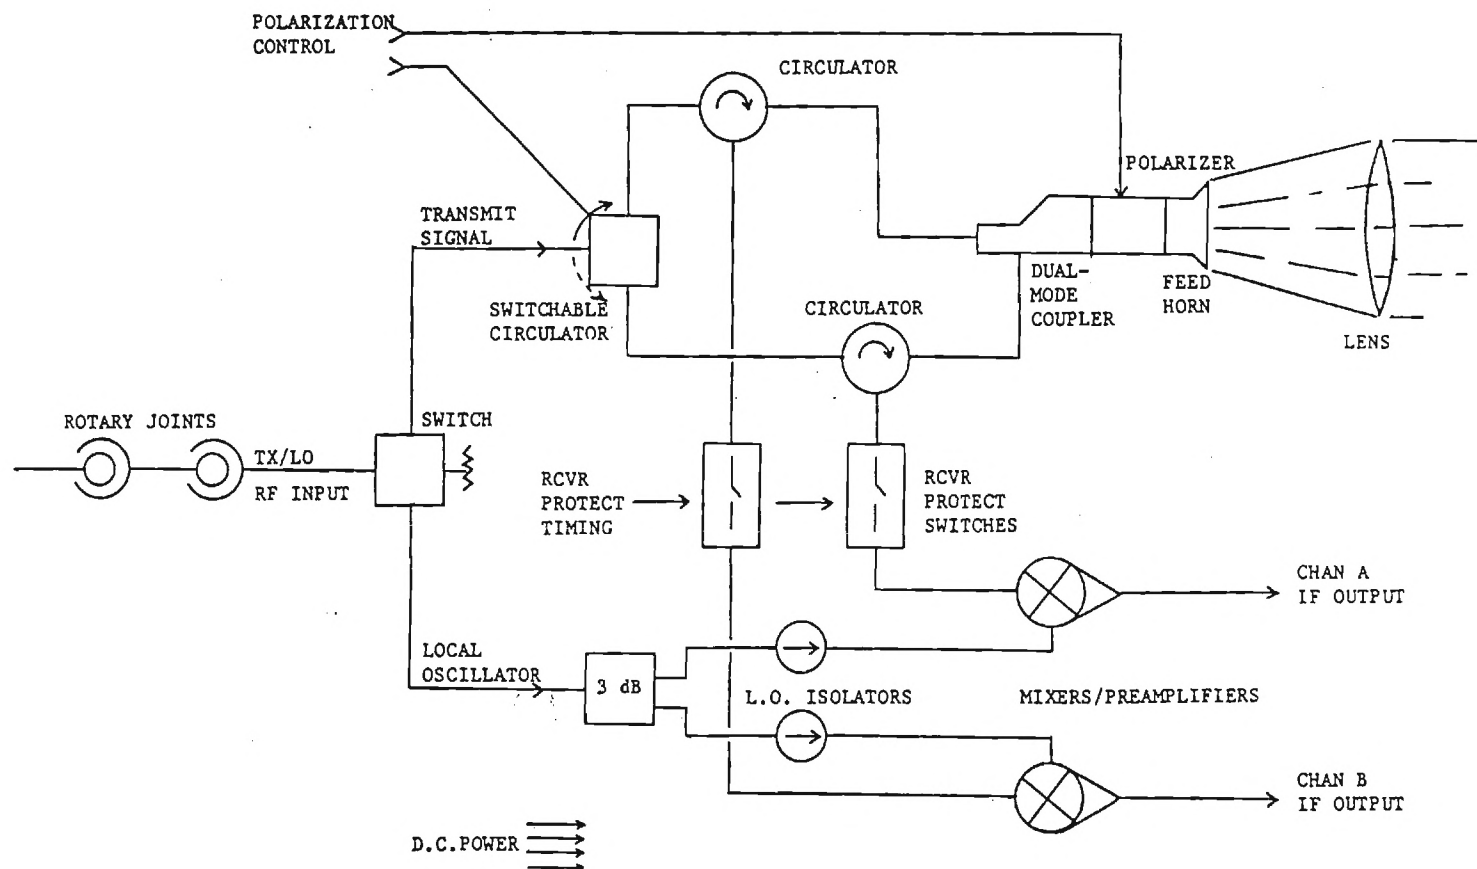 POLARIZATION
CONTROL
CIRCULATOR
POLARIZER
TRANSMIT
SIGNAL
SWITCHABLE
CIRCULATOR
CIRCULATOR
DUAL-
MODE
COUPLER
FEED
HORN
LENS
ROTARY JOINTS
SWITCH
TX/LO
RF INPUT
RCVR
PROTECT
TIMING
RCVR
PROTECT
SWITCHES
CHAN A
IF OUTPUT
LOCAL
OSCILLATOR
3 dB
L.O. ISOLATORS
MIXERS/PREAMPLIFIERS
CHAN B
IF OUTPUT
D.C.POWER